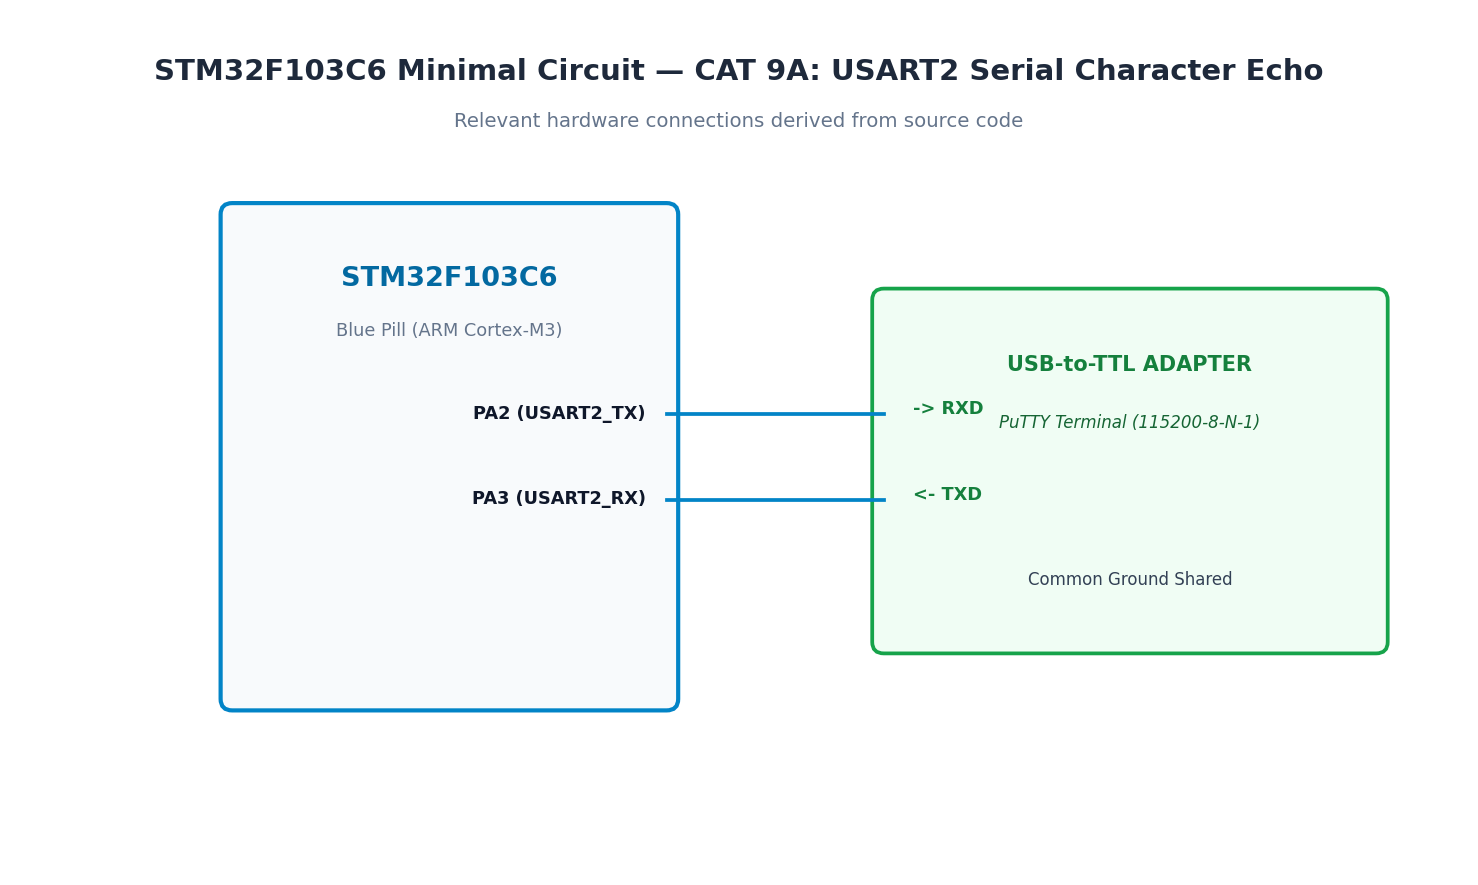 STM32F103C6 Minimal Circuit — CAT 9A: USART2 Serial Character Echo
Relevant hardware connections derived from source code
STM32F103C6
Blue Pill (ARM Cortex-M3)
PA2 (USART2_TX)
PA3 (USART2_RX)
USB-to-TTL ADAPTER
-> RXD
PuTTY Terminal (115200-8-N-1)
<- TXD
Common Ground Shared